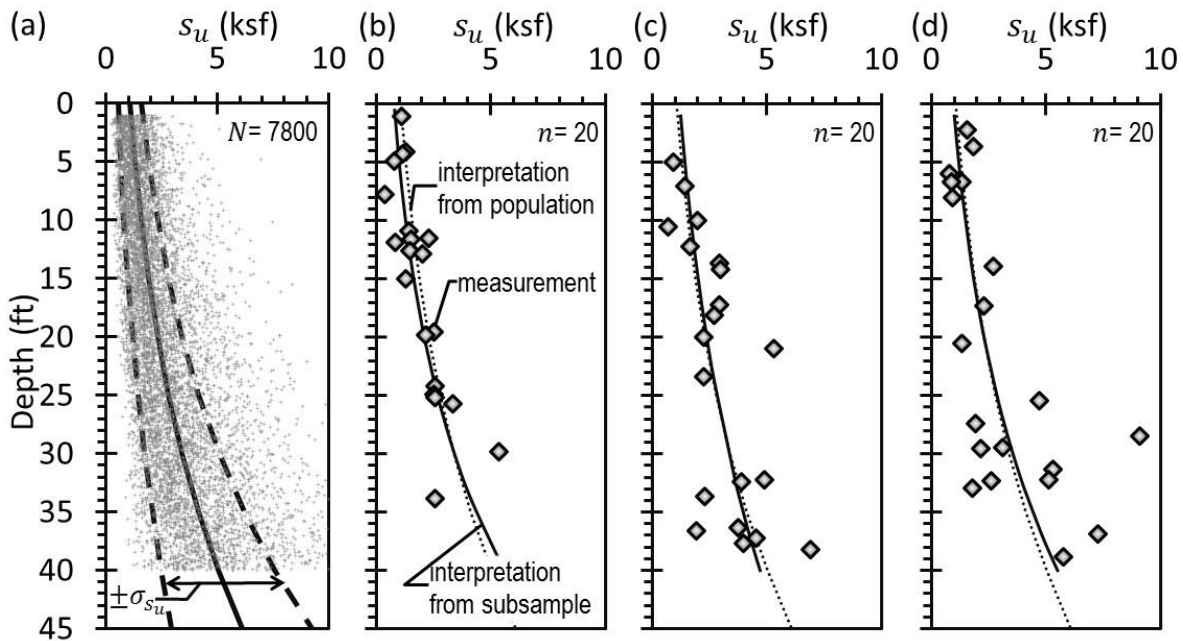 (a) s_u (ksf) (b) s_u (ksf) (c) s_u (ksf) (d) s_u (ksf)
0 5 10 0 5 10 0 5 10 0 5 10
N= 7800 n= 20 n= 20 n= 20
Depth (ft)
0
5
10
15
20
25
30
35
40
45
interpretation
from population
measurement
interpretation
from subsample
±σ_{s_u}